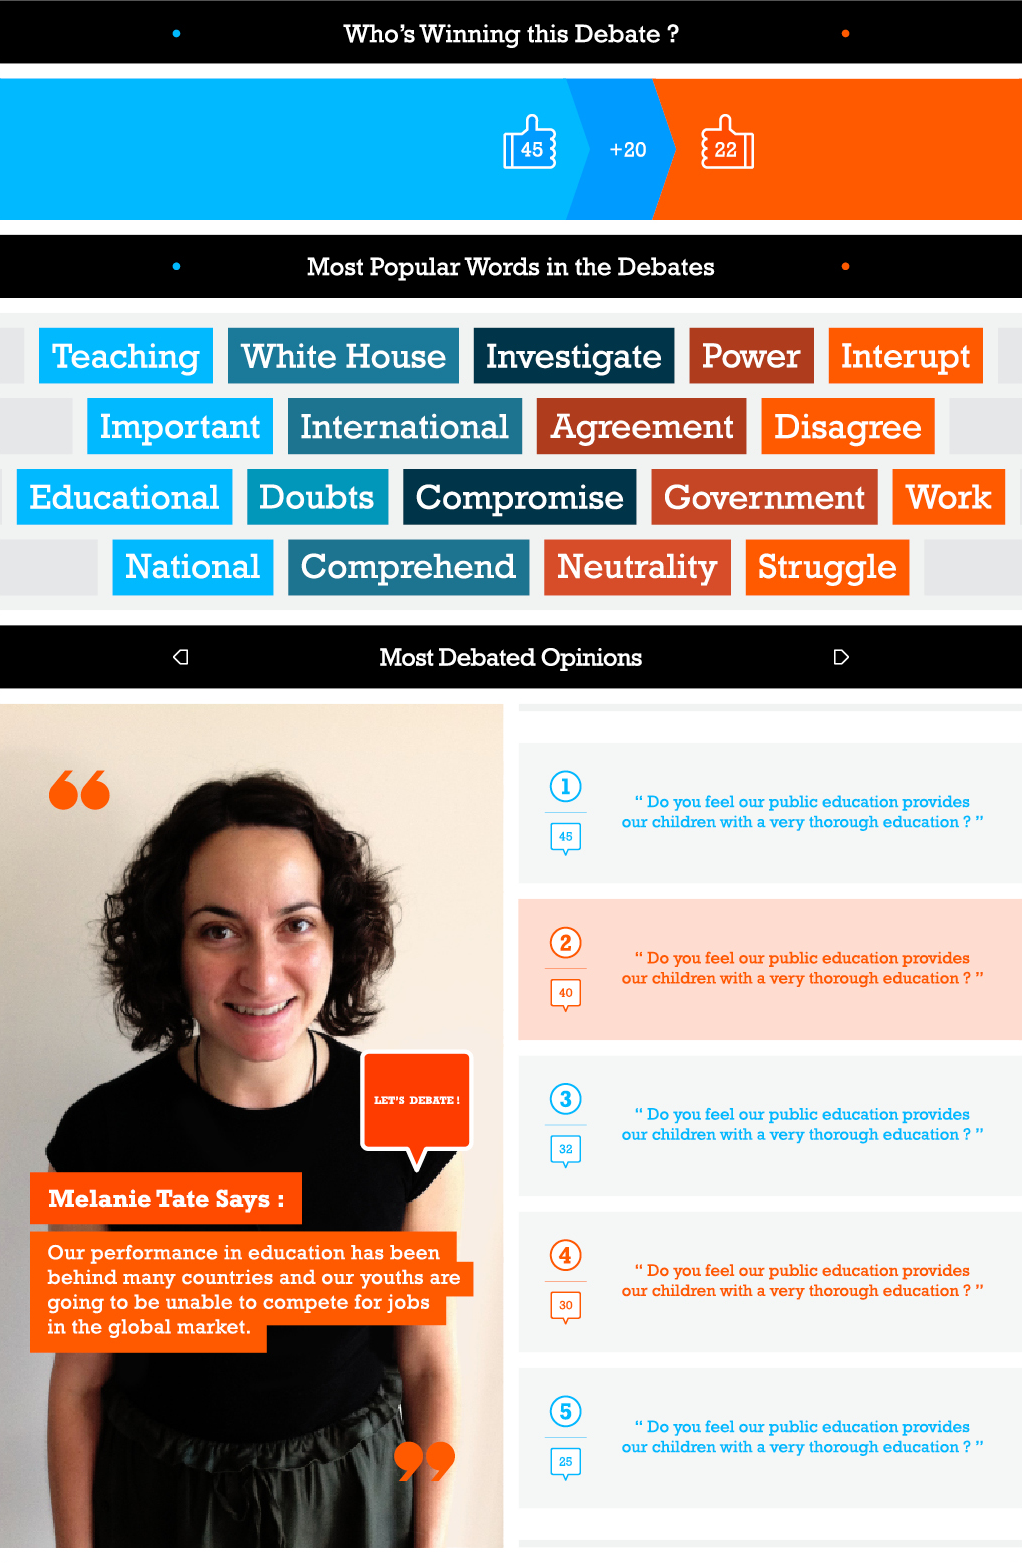 Who's Winning this Debate ?
45
+20
22
Most Popular Words in the Debates
Teaching White House Investigate Power Interupt
Important International Agreement Disagree
Educational Doubts Compromise Government Work
National Comprehend Neutrality Struggle
Most Debated Opinions
“
LET'S DEBATE !
Melanie Tate Says :
Our performance in education has been
behind many countries and our youths are
going to be unable to compete for jobs
in the global market.
”
1
45
“ Do you feel our public education provides
our children with a very thorough education ? ”
2
40
“ Do you feel our public education provides
our children with a very thorough education ? ”
3
32
“ Do you feel our public education provides
our children with a very thorough education ? ”
4
30
“ Do you feel our public education provides
our children with a very thorough education ? ”
5
25
“ Do you feel our public education provides
our children with a very thorough education ? ”